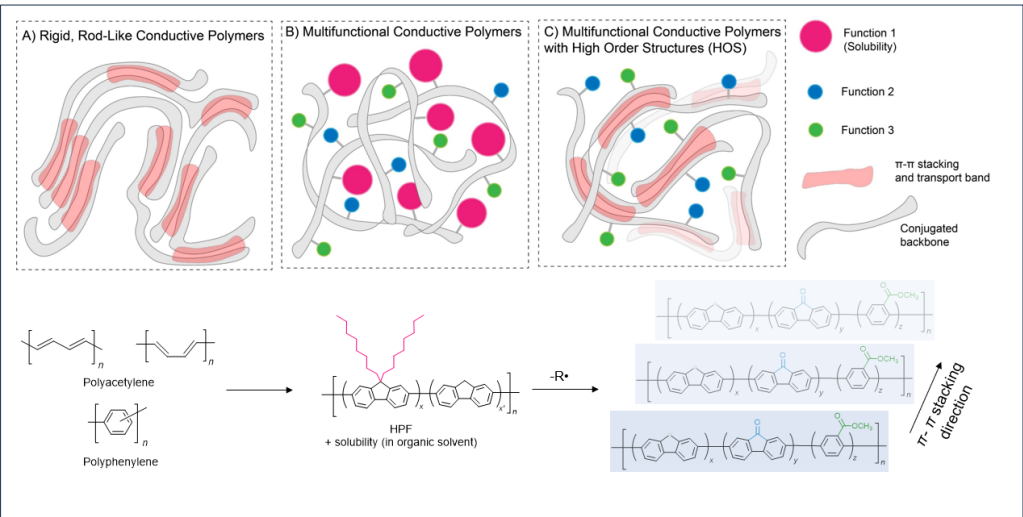 A) Rigid, Rod-Like Conductive Polymers
B) Multifunctional Conductive Polymers
C) Multifunctional Conductive Polymers
with High Order Structures (HOS)
Function 1
(Solubility)
Function 2
Function 3
π-π stacking
and transport band
Conjugated
backbone
n
n
Polyacetylene
n
Polyphenylene
x
x'
n
HPF
+ solubility (in organic solvent)
-R•
O
O
OCH3
x
y
z
n
O
O
OCH3
x
y
z
n
O
O
OCH3
x
y
z
n
π- π stacking
direction